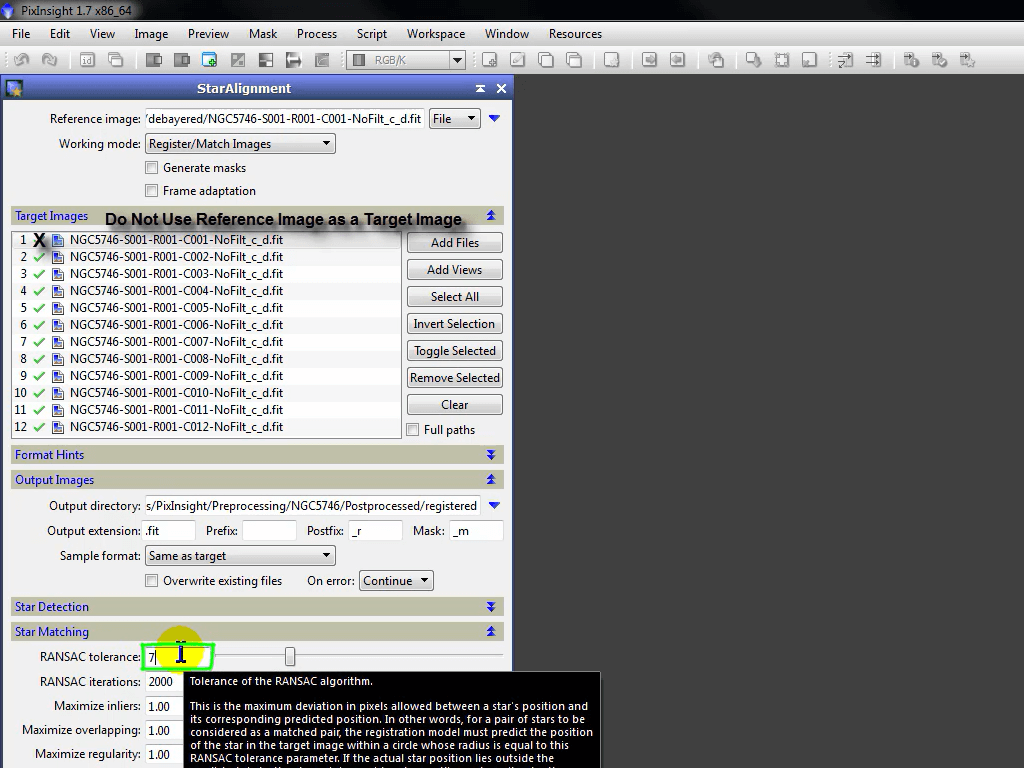 PixInsight 1.7 x86_64
File Edit View Image Preview Mask Process Script Workspace Window Resources
RGB/K
StarAlignment
Reference image: /debayered/NGC5746-S001-R001-C001-NoFilt_c_d.fit File
Working mode: Register/Match Images
Generate masks
Frame adaptation
Target Images Do Not Use Reference Image as a Target Image
1 X NGC5746-S001-R001-C001-NoFilt_c_d.fit Add Files
2 NGC5746-S001-R001-C002-NoFilt_c_d.fit
3 NGC5746-S001-R001-C003-NoFilt_c_d.fit Add Views
4 NGC5746-S001-R001-C004-NoFilt_c_d.fit Select All
5 NGC5746-S001-R001-C005-NoFilt_c_d.fit
6 NGC5746-S001-R001-C006-NoFilt_c_d.fit Invert Selection
7 NGC5746-S001-R001-C007-NoFilt_c_d.fit Toggle Selected
8 NGC5746-S001-R001-C008-NoFilt_c_d.fit
9 NGC5746-S001-R001-C009-NoFilt_c_d.fit Remove Selected
10 NGC5746-S001-R001-C010-NoFilt_c_d.fit
11 NGC5746-S001-R001-C011-NoFilt_c_d.fit Clear
12 NGC5746-S001-R001-C012-NoFilt_c_d.fit Full paths
Format Hints
Output Images
Output directory: s/PixInsight/Preprocessing/NGC5746/Postprocessed/registered
Output extension: .fit Prefix: Postfix: _r Mask: _m
Sample format: Same as target
Overwrite existing files On error: Continue
Star Detection
Star Matching
RANSAC tolerance: 7
RANSAC iterations: 2000
Maximize inliers: 1.00
Maximize overlapping: 1.00
Maximize regularity: 1.00
Tolerance of the RANSAC algorithm.
This is the maximum deviation in pixels allowed between a star's position and
its corresponding predicted position. In other words, for a pair of stars to be
considered as a matched pair, the registration model must predict the position
of the star in the target image within a circle whose radius is equal to this
RANSAC tolerance parameter. If the actual star position lies outside the